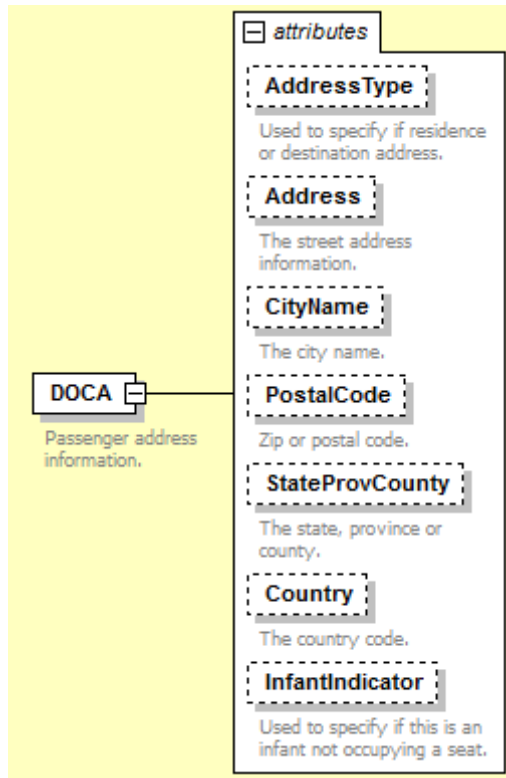 attributes
AddressType
Used to specify if residence
or destination address.
Address
The street address
information.
CityName
The city name.
DOCA
Passenger address
information.
PostalCode
Zip or postal code.
StateProvCounty
The state, province or
county.
Country
The country code.
InfantIndicator
Used to specify if this is an
infant not occupying a seat.